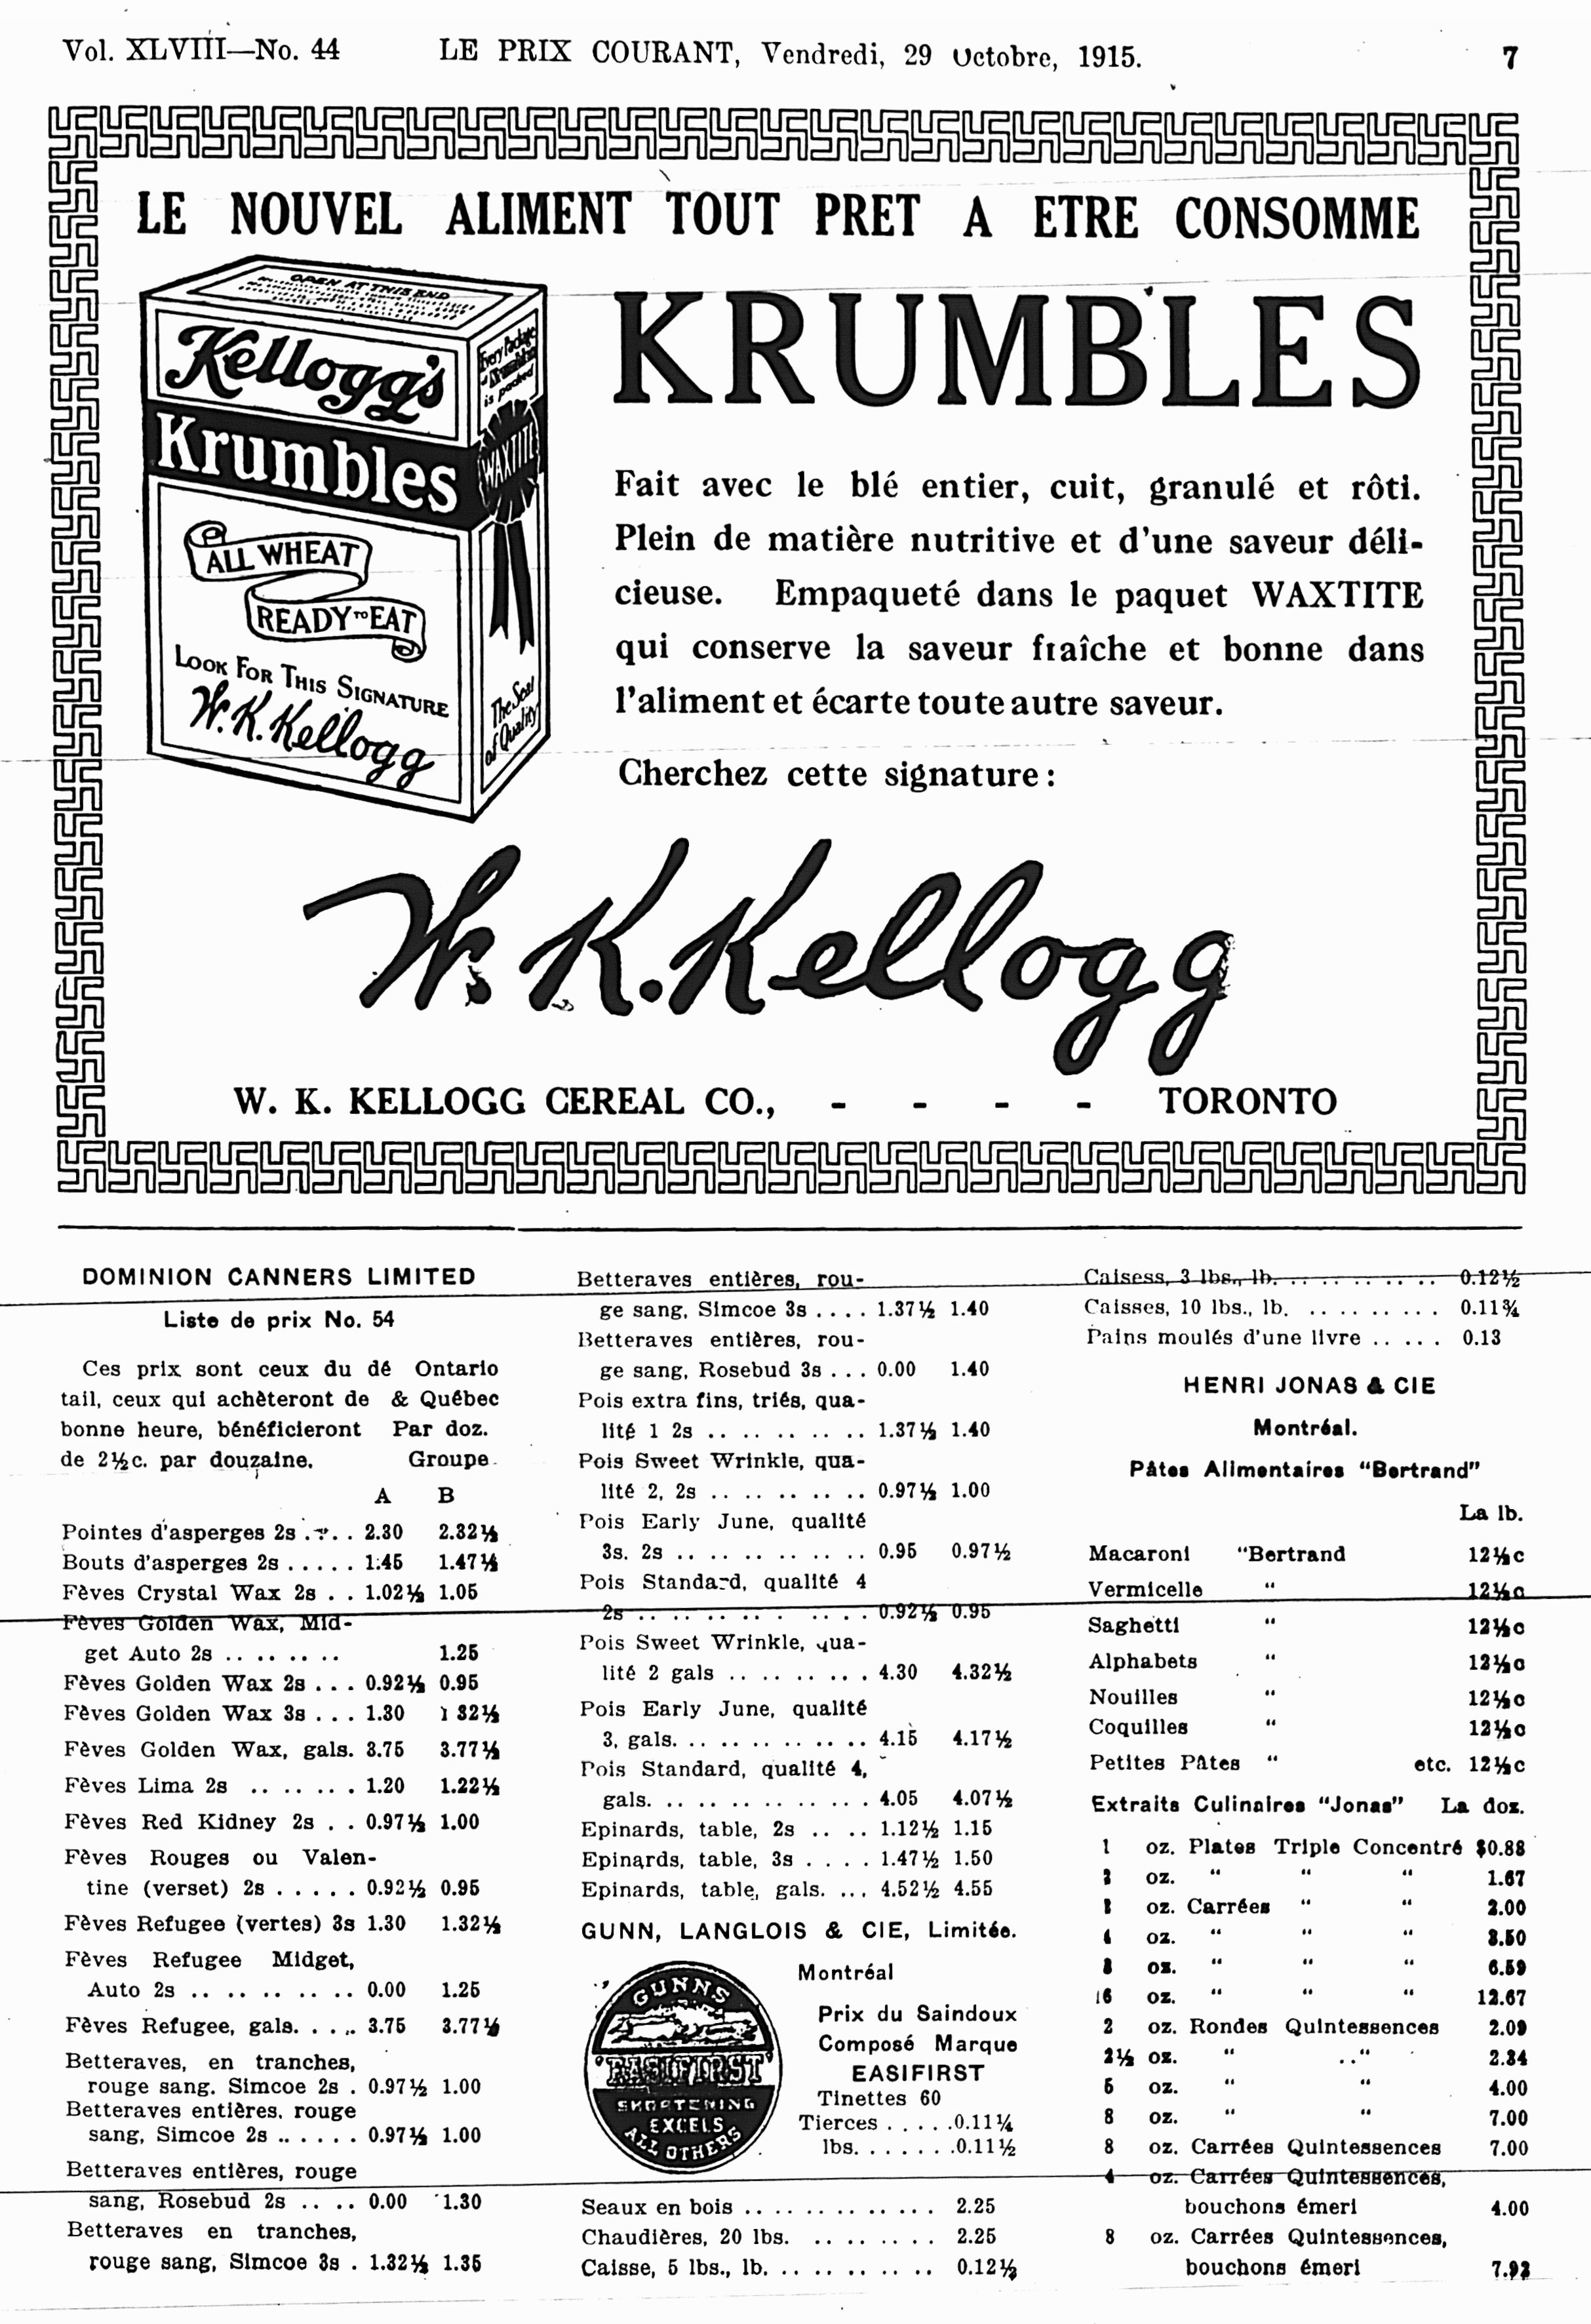 Vol. XLVIII—No. 44 LE PRIX COURANT, Vendredi, 29 Octobre, 1915. 7
LE NOUVEL ALIMENT TOUT PRET A ETRE CONSOMME
OPEN AT THIS END
Kellogg's
Krumbles
ALL WHEAT
READY TO EAT
LOOK FOR THIS SIGNATURE
W.K.Kellogg
Every Package
of Krumbles
is packed
WAXTITE
The Seal
of Quality
KRUMBLES
Fait avec le blé entier, cuit, granulé et rôti.
Plein de matière nutritive et d'une saveur déli-
cieuse. Empaqueté dans le paquet WAXTITE
qui conserve la saveur fraîche et bonne dans
l'aliment et écarte toute autre saveur.
Cherchez cette signature:
W.K.Kellogg
W. K. KELLOGG CEREAL CO., - - - - TORONTO
DOMINION CANNERS LIMITED
Liste de prix No. 54
Ces prix sont ceux du dé Ontario
tail, ceux qui achèteront de & Québec
bonne heure, bénéficieront Par doz.
de 2½c. par douzaine. Groupe
A B
Pointes d'asperges 2s . . . 2.30 2.32½
Bouts d'asperges 2s . . . . . 1.45 1.47½
Fèves Crystal Wax 2s . . 1.02½ 1.05
Fèves Golden Wax, Mid-
get Auto 2s . . . . . . . 1.25
Fèves Golden Wax 2s . . . 0.92½ 0.95
Fèves Golden Wax 3s . . . 1.30 1 32½
Fèves Golden Wax, gals. 3.75 3.77½
Fèves Lima 2s . . . . . . . 1.20 1.22½
Fèves Red Kidney 2s . . 0.97½ 1.00
Fèves Rouges ou Valen-
tine (verset) 2s . . . . . 0.92½ 0.95
Fèves Refugee (vertes) 3s 1.30 1.32½
Fèves Refugee Midget,
Auto 2s . . . . . . . . . 0.00 1.25
Fèves Refugee, gals. . . . . 3.75 3.77½
Betteraves, en tranches,
rouge sang. Simcoe 2s . 0.97½ 1.00
Betteraves entières, rouge
sang, Simcoe 2s . . . . . . 0.97½ 1.00
Betteraves entières, rouge
sang, Rosebud 2s . . . . 0.00 1.30
Betteraves en tranches,
rouge sang, Simcoe 3s . 1.32½ 1.35
Betteraves entières, rou-
ge sang, Simcoe 3s . . . . 1.37½ 1.40
Betteraves entières, rou-
ge sang, Rosebud 3s . . . 0.00 1.40
Pois extra fins, triés, qua-
lité 1 2s . . . . . . . . . 1.37½ 1.40
Pois Sweet Wrinkle, qua-
lité 2, 2s . . . . . . . . . 0.97½ 1.00
Pois Early June, qualité
3s. 2s . . . . . . . . . . . 0.95 0.97½
Pois Standard, qualité 4
2s . . . . . . . . . . . 0.92½ 0.95
Pois Sweet Wrinkle, qua-
lité 2 gals . . . . . . . . . 4.30 4.32½
Pois Early June, qualité
3, gals. . . . . . . . . . . . 4.15 4.17½
Pois Standard, qualité 4,
gals. . . . . . . . . . . . . 4.05 4.07½
Epinards, table, 2s . . . . 1.12½ 1.15
Epinards, table, 3s . . . . 1.47½ 1.50
Epinards, table, gals. . . . 4.52½ 4.55
GUNN, LANGLOIS & CIE, Limitée.
GUNNS
"EASIFIRST"
SHORTENING
EXCELS
ALL OTHERS
Montréal
Prix du Saindoux
Composé Marque
EASIFIRST
Tinettes 60
Tierces . . . . .0.11¼
lbs. . . . . . . .0.11½
Seaux en bois . . . . . . . . . . . . . 2.25
Chaudières, 20 lbs. . . . . . . . . 2.25
Caisse, 5 lbs., lb. . . . . . . . . . . 0.12½
Caisess, 3 lbs., lb. . . . . . . . . . . 0.12½
Caisses, 10 lbs., lb. . . . . . . . . . 0.11¾
Pains moulés d'une livre . . . . . 0.13
HENRI JONAS & CIE
Montréal.
Pâtes Alimentaires "Bertrand"
La lb.
Macaroni "Bertrand 12½c
Vermicelle " 12½c
Saghetti " 12½c
Alphabets " 12½c
Nouilles " 12½c
Coquilles " 12½c
Petites Pâtes " etc. 12½c
Extraits Culinaires "Jonas" La doz.
1 oz. Plates Triple Concentré $0.88
2 oz. " " " 1.67
2 oz. Carrées " " 2.00
4 oz. " " " 3.50
8 oz. " " " 6.59
16 oz. " " " 12.67
2 oz. Rondes Quintessences 2.09
2½ oz. " " 2.34
5 oz. " " 4.00
8 oz. " " 7.00
8 oz. Carrées Quintessences 7.00
4 oz. Carrées Quintessences,
bouchons émeri 4.00
8 oz. Carrées Quintessences,
bouchons émeri 7.92